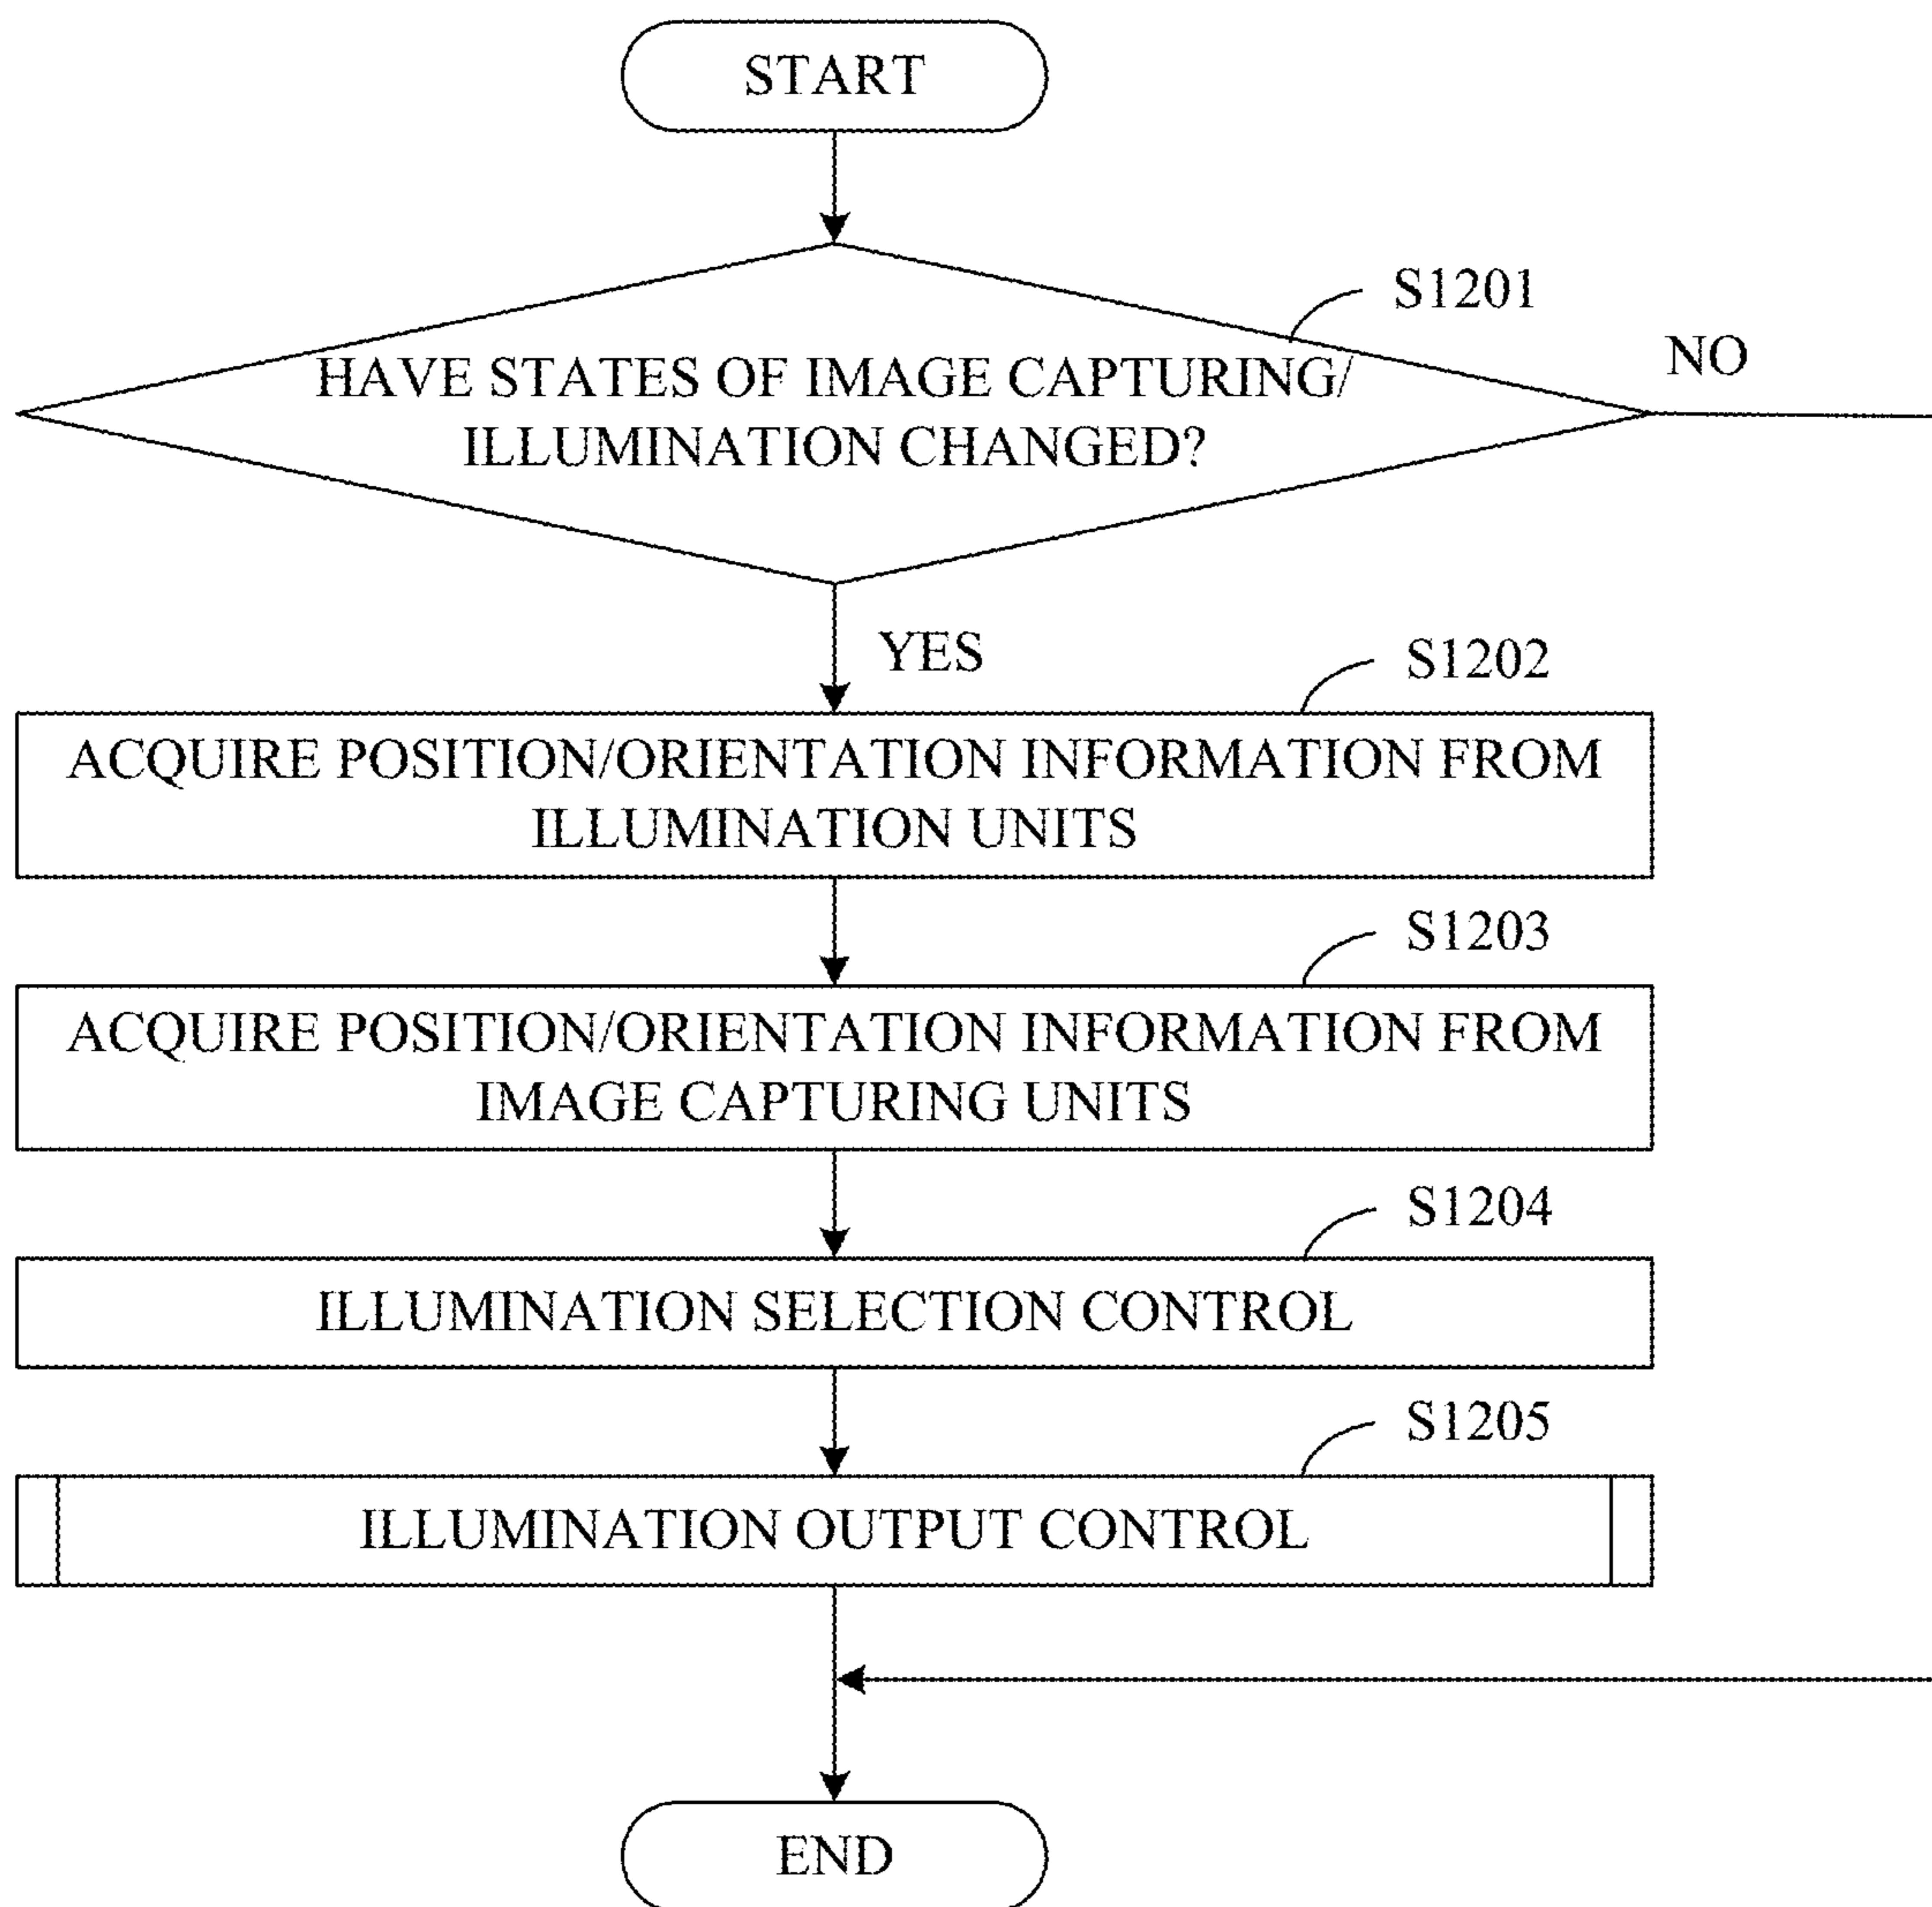 START
S1201
HAVE STATES OF IMAGE CAPTURING/
ILLUMINATION CHANGED?
NO
YES
S1202
ACQUIRE POSITION/ORIENTATION INFORMATION FROM
ILLUMINATION UNITS
S1203
ACQUIRE POSITION/ORIENTATION INFORMATION FROM
IMAGE CAPTURING UNITS
S1204
ILLUMINATION SELECTION CONTROL
S1205
ILLUMINATION OUTPUT CONTROL
END